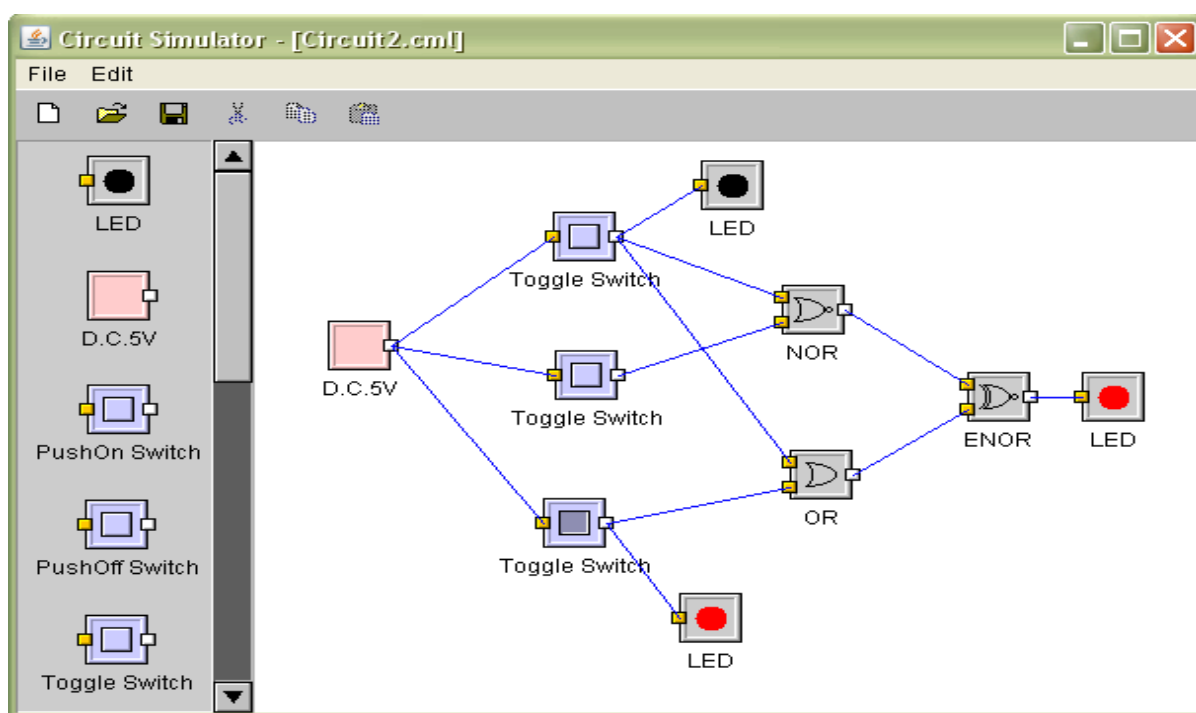 Circuit Simulator - [Circuit2.cml]
File Edit
LED
D.C.5V
PushOn Switch
PushOff Switch
Toggle Switch
LED
Toggle Switch
NOR
D.C.5V
Toggle Switch
ENOR
LED
OR
Toggle Switch
LED